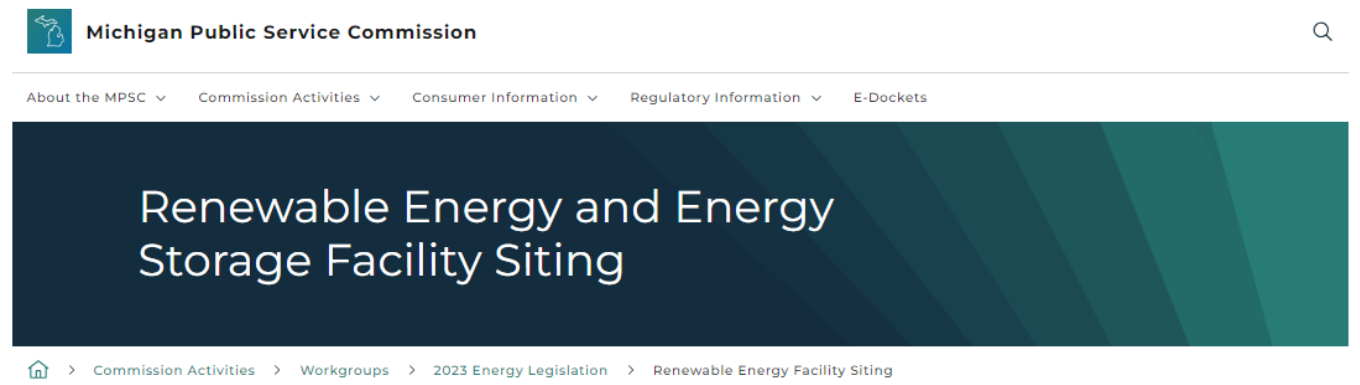 Michigan Public Service Commission
About the MPSC Commission Activities Consumer Information Regulatory Information E-Dockets
Renewable Energy and Energy
Storage Facility Siting
> Commission Activities > Workgroups > 2023 Energy Legislation > Renewable Energy Facility Siting